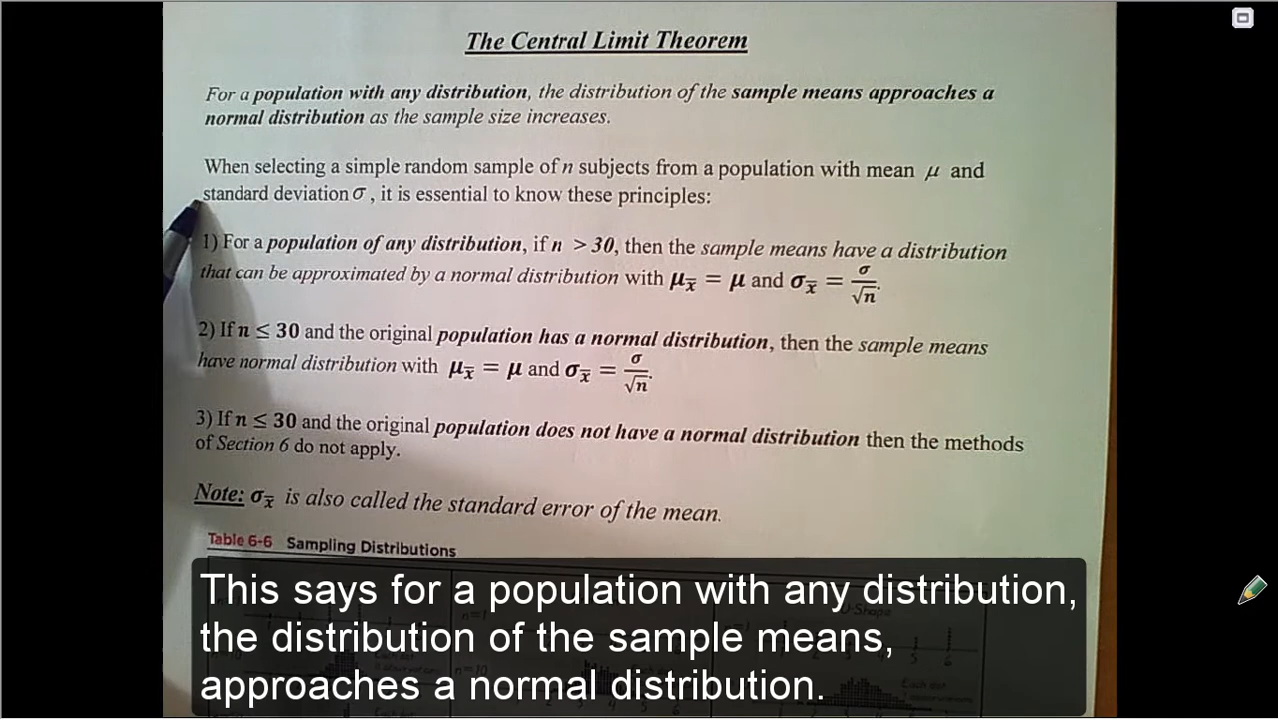 The Central Limit Theorem
For a population with any distribution, the distribution of the sample means approaches a
normal distribution as the sample size increases.
When selecting a simple random sample of n subjects from a population with mean μ and
standard deviation σ , it is essential to know these principles:
1) For a population of any distribution, if n > 30, then the sample means have a distribution
that can be approximated by a normal distribution with μx̅ = μ and σx̅ = σ/√n.
2) If n ≤ 30 and the original population has a normal distribution, then the sample means
have normal distribution with μx̅ = μ and σx̅ = σ/√n.
3) If n ≤ 30 and the original population does not have a normal distribution then the methods
of Section 6 do not apply.
Note: σx̅ is also called the standard error of the mean.
Table 6-6 Sampling Distributions
This says for a population with any distribution,
the distribution of the sample means,
approaches a normal distribution.